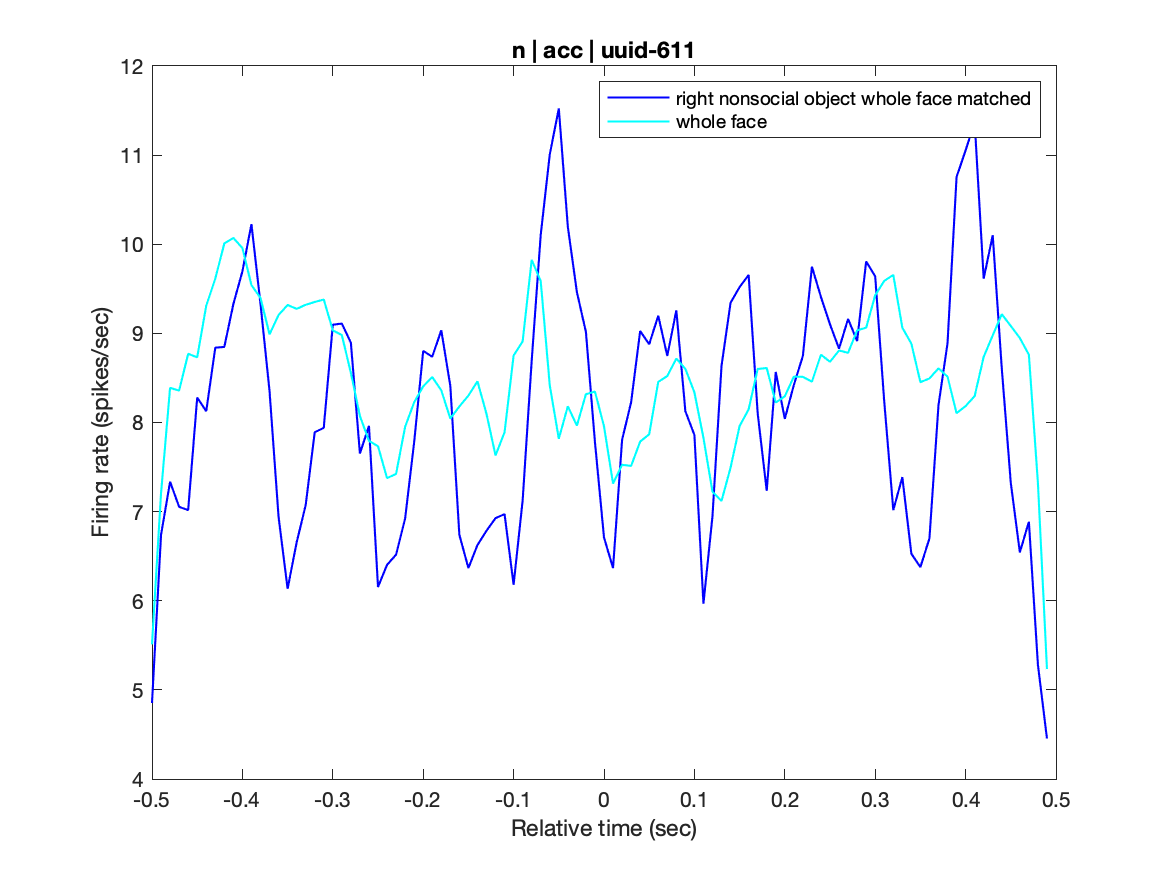 n | acc | uuid-611
right nonsocial object whole face matched
whole face
Firing rate (spikes/sec)
12
11
10
9
8
7
6
5
4
-0.5 -0.4 -0.3 -0.2 -0.1 0 0.1 0.2 0.3 0.4 0.5
Relative time (sec)